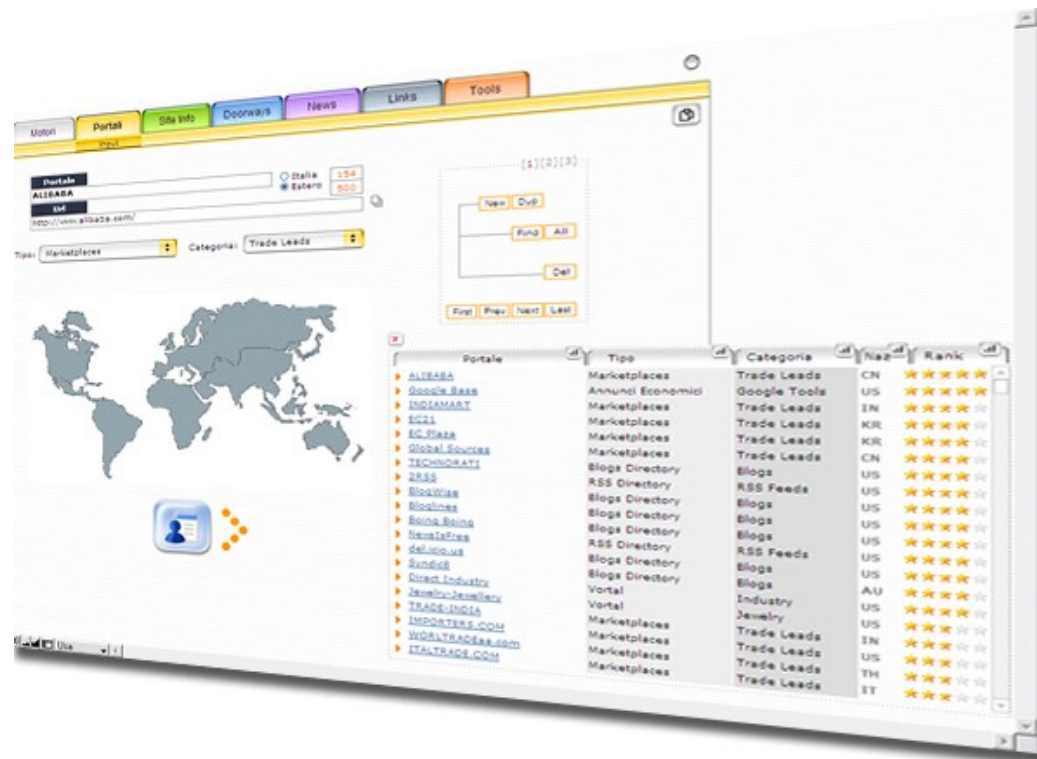 Motori Portali Site Info Doorways News Links Tools
Input
Portale
ALIBABA
Italia 154
Estero 500
Url
http://www.alibaba.com/
Tipo: Marketplaces Categoria: Trade Leads
[1][2][3]
New Dup
Find All
Del
First Prev Next Last
Portale Tipo Categoria Naz Rank
ALIBABA Marketplaces Trade Leads CN
Google Base Annunci Economici Google Tools US
INDIAMART Marketplaces Trade Leads IN
EC21 Marketplaces Trade Leads KR
EC Plaza Marketplaces Trade Leads KR
Global Sources Marketplaces Trade Leads CN
TECHNORATI Blogs Directory Blogs US
2RSS RSS Directory RSS Feeds US
BlogWise Blogs Directory Blogs US
Bloglines Blogs Directory Blogs US
Boing Boing Blogs Directory Blogs US
NewsIsFree RSS Directory RSS Feeds US
del.icio.us Blogs Directory Blogs US
Syndic8 Blogs Directory Blogs AU
Direct Industry Vortal Industry US
Jewelry-Jewellery Vortal Jewelry US
TRADE-INDIA Marketplaces Trade Leads IN
IMPORTERS.COM Marketplaces Trade Leads US
WORLTRADEaa.com Marketplaces Trade Leads TH
ITALTRADE.COM Marketplaces Trade Leads IT
Usa